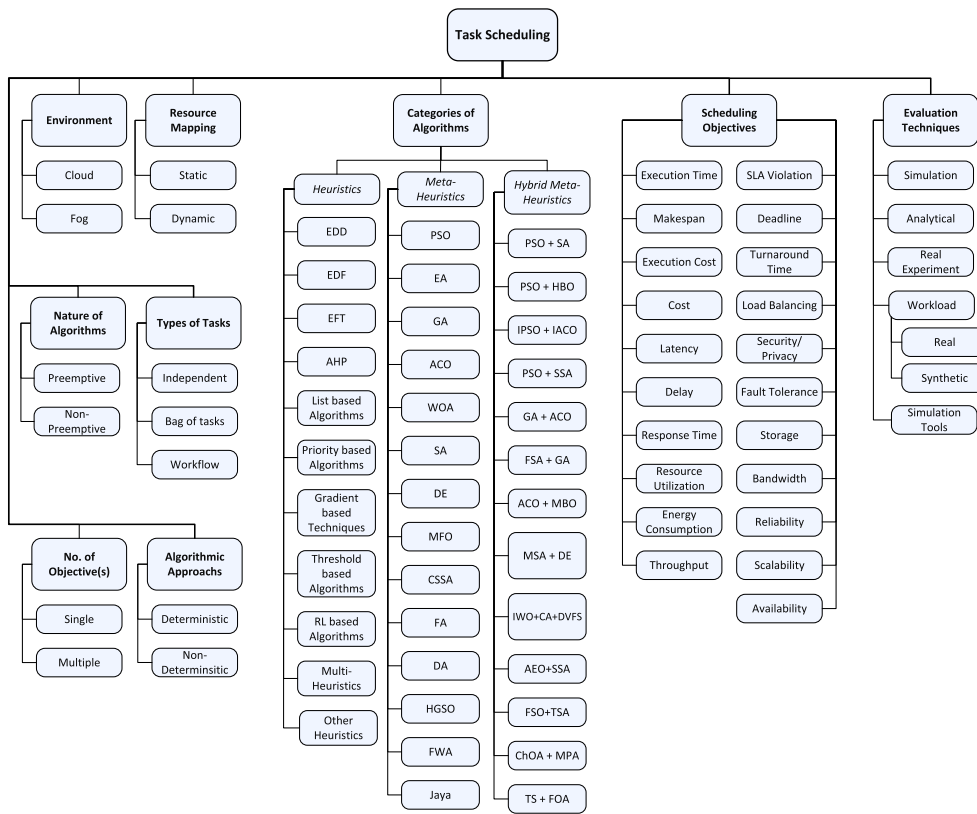 Task Scheduling
Environment
Cloud
Fog
Resource
Mapping
Static
Dynamic
Nature of
Algorithms
Preemptive
Non-
Preemptive
Types of Tasks
Independent
Bag of tasks
Workflow
No. of
Objective(s)
Single
Multiple
Algorithmic
Approachs
Deterministic
Non-
Determinsitic
Categories of
Algorithms
Heuristics
EDD
EDF
EFT
AHP
List based
Algorithms
Priority based
Algorithms
Gradient
based
Techniques
Threshold
based
Algorithms
RL based
Algorithms
Multi-
Heuristics
Other
Heuristics
Meta-
Heuristics
PSO
EA
GA
ACO
WOA
SA
DE
MFO
CSSA
FA
DA
HGSO
FWA
Jaya
Hybrid Meta-
Heuristics
PSO + SA
PSO + HBO
IPSO + IACO
PSO + SSA
GA + ACO
FSA + GA
ACO + MBO
MSA + DE
IWO+CA+DVFS
AEO+SSA
FSO+TSA
ChOA + MPA
TS + FOA
Scheduling
Objectives
Execution Time
Makespan
Execution Cost
Cost
Latency
Delay
Response Time
Resource
Utilization
Energy
Consumption
Throughput
SLA Violation
Deadline
Turnaround
Time
Load Balancing
Security/
Privacy
Fault Tolerance
Storage
Bandwidth
Reliability
Scalability
Availability
Evaluation
Techniques
Simulation
Analytical
Real
Experiment
Workload
Real
Synthetic
Simulation
Tools